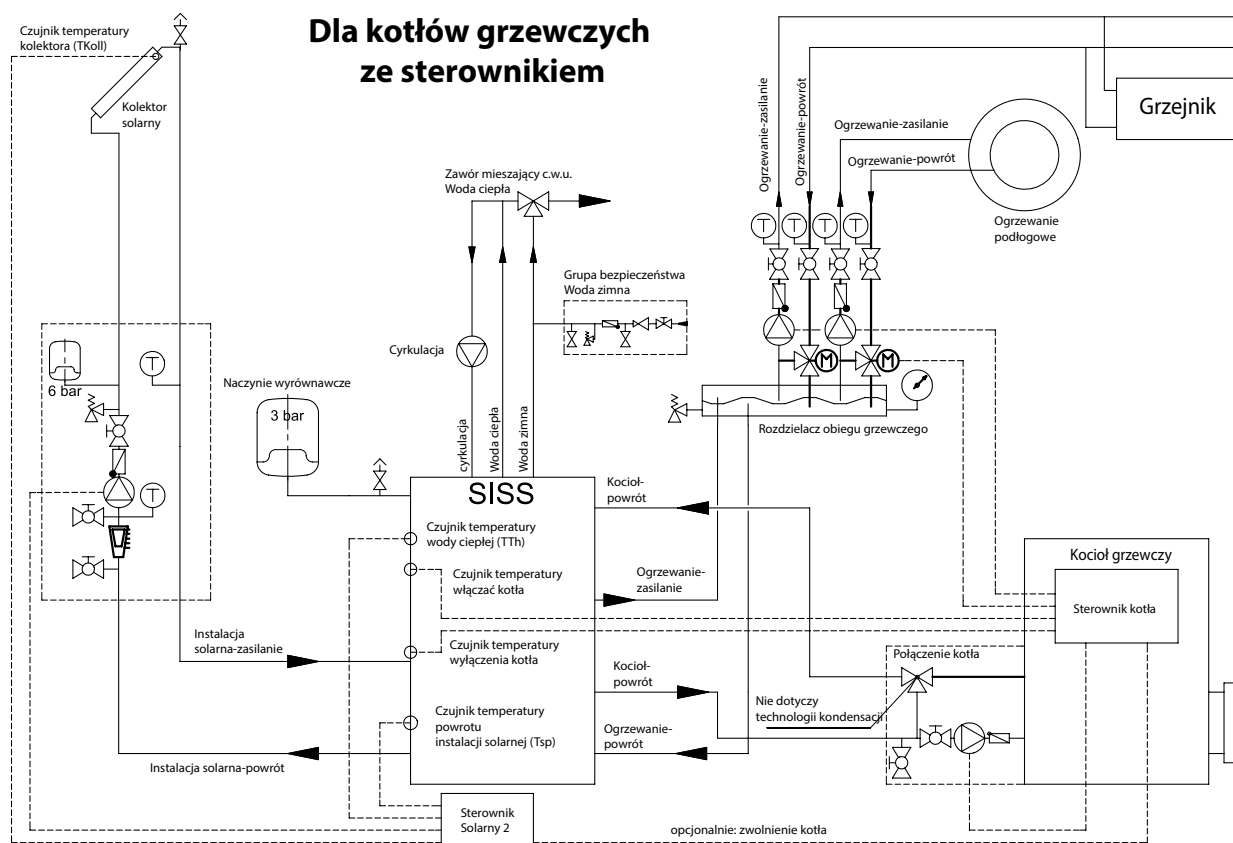 Dla kotłów grzewczych
ze sterownikiem
Czujnik temperatury
kolektora (TKoll)
Kolektor
solarny
Zawór mieszający c.w.u.
Woda ciepła
Grupa bezpieczeństwa
Woda zimna
Cyrkulacja
Naczynie wyrównawcze
3 bar
6 bar
T
T
cyrkulacja
Woda ciepła
Woda zimna
Ogrzewanie-zasilanie
Ogrzewanie-powrót
Ogrzewanie-zasilanie
Ogrzewanie-powrót
Grzejnik
Ogrzewanie
podłogowe
T
T
T
T
M
M
Rozdzielacz obiegu grzewczego
SISS
Czujnik temperatury
wody ciepłej (TTh)
Czujnik temperatury
włączać kotła
Czujnik temperatury
wyłączenia kotła
Czujnik temperatury
powrotu
instalacji solarnej (Tsp)
Kocioł-
powrót
Ogrzewanie-
zasilanie
Kocioł-
powrót
Ogrzewanie-
powrót
Instalacja
solarna-zasilanie
Instalacja solarna-powrót
Kocioł grzewczy
Sterownik kotła
Połączenie kotła
Nie dotyczy
technologii kondensacji
Sterownik
Solarny 2
opcjonalnie: zwolnienie kotła